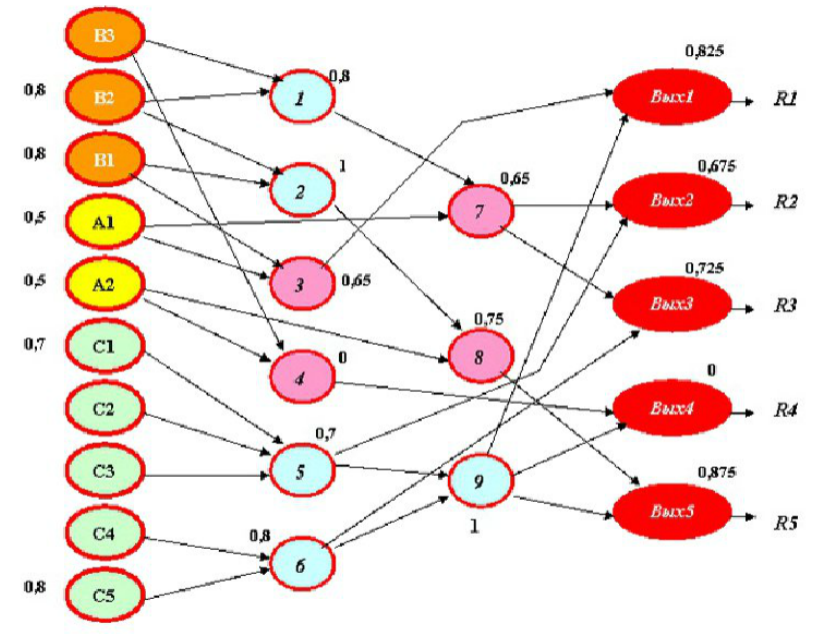 B3
0,8 B2
0,8 B1
0,5 A1
0,5 A2
0,7 C1
C2
C3
C4
0,8 C5
1 0,8
2 1
3 0,65
4 0
5 0,7
6 0,8
7 0,65
8 0,75
9 1
0,825
Вых1 R1
0,675
Вых2 R2
0,725
Вых3 R3
0
Вых4 R4
0,875
Вых5 R5